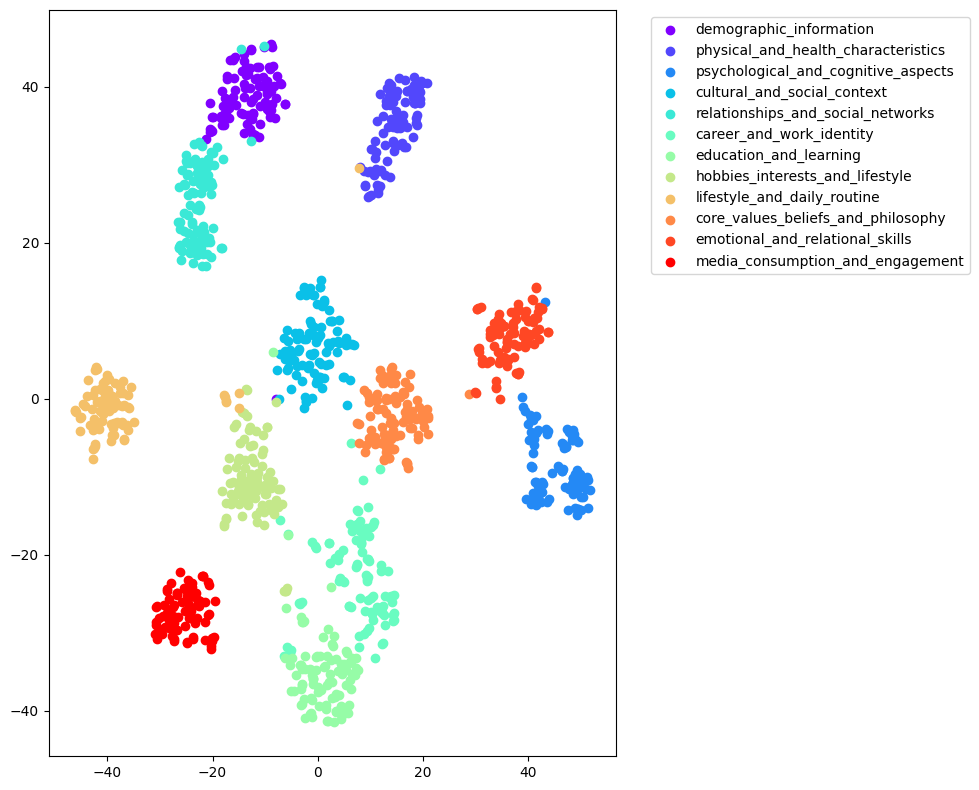 demographic_information
physical_and_health_characteristics
psychological_and_cognitive_aspects
cultural_and_social_context
relationships_and_social_networks
career_and_work_identity
education_and_learning
hobbies_interests_and_lifestyle
lifestyle_and_daily_routine
core_values_beliefs_and_philosophy
emotional_and_relational_skills
media_consumption_and_engagement
40
20
0
−20
−40
−40 −20 0 20 40